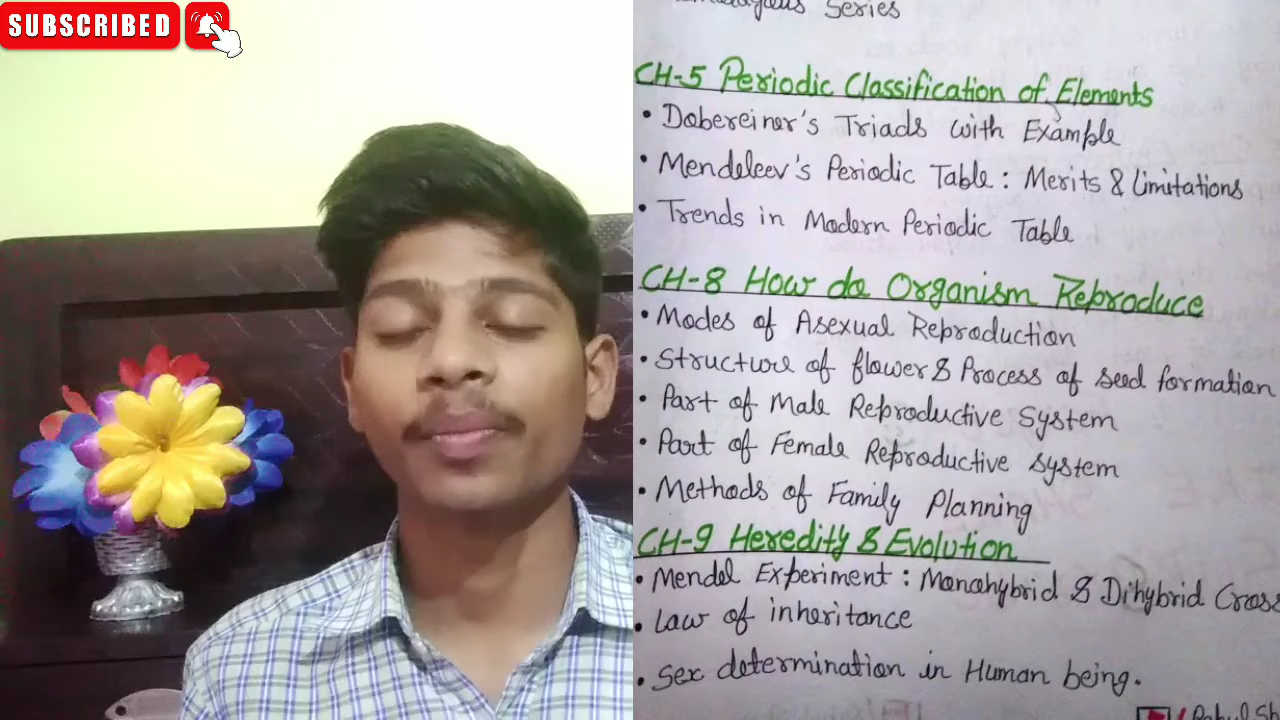 SUBSCRIBED
Series
CH-5 Periodic Classification of Elements
• Dobereiner's Triads with Example
• Mendeleev's Periodic Table : Merits & limitations
• Trends in Modern Periodic Table
CH-8 How do Organism Reproduce
• Modes of Asexual Reproduction
• Structure of flower & Process of seed formation
• Part of Male Reproductive System
• Part of Female Reproductive System
• Methods of Family Planning
CH-9 Heredity & Evolution
• Mendel Experiment : Monohybrid & Dihybrid Cross
• Law of inheritance
• Sex determination in Human being.